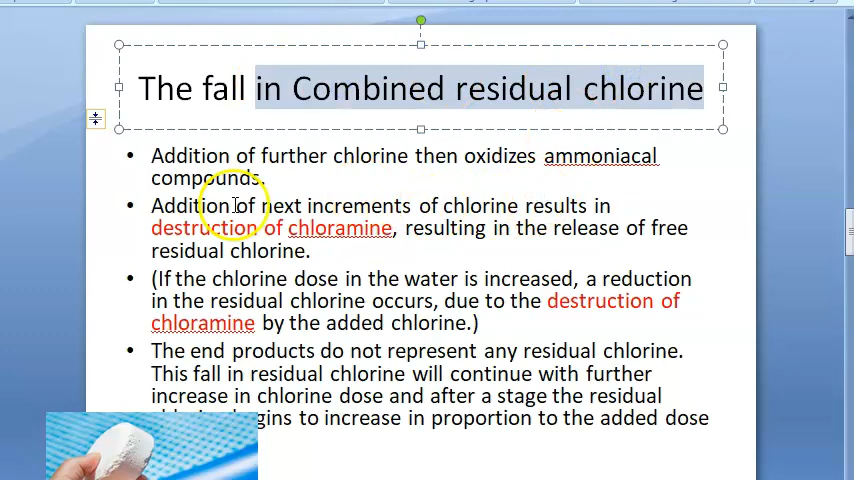 The fall in Combined residual chlorine
• Addition of further chlorine then oxidizes ammoniacal
compounds.
• Addition of next increments of chlorine results in
destruction of chloramine, resulting in the release of free
residual chlorine.
• (If the chlorine dose in the water is increased, a reduction
in the residual chlorine occurs, due to the destruction of
chloramine by the added chlorine.)
• The end products do not represent any residual chlorine.
This fall in residual chlorine will continue with further
increase in chlorine dose and after a stage the residual
to increase in proportion to the added dose